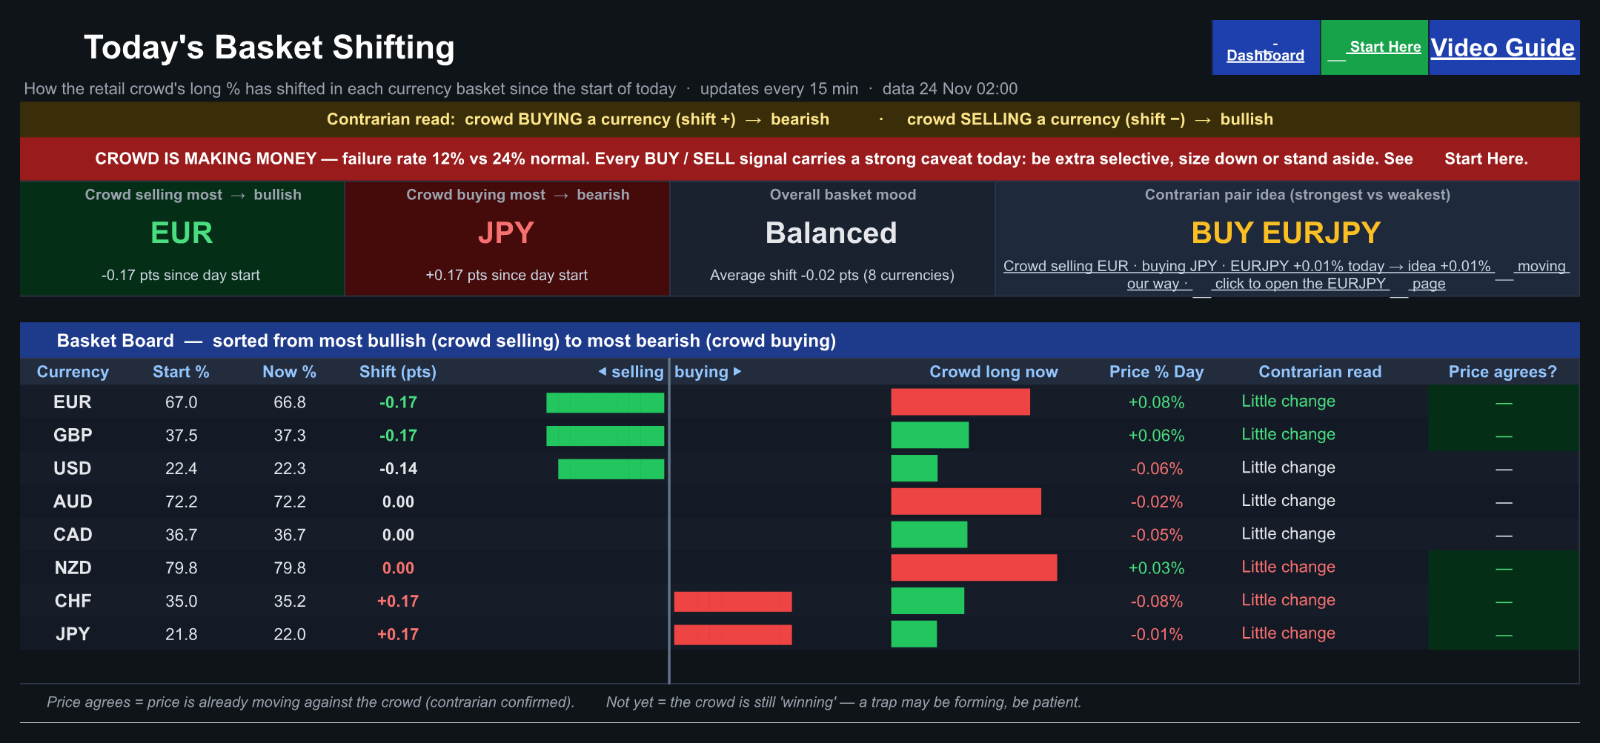 Today's Basket Shifting
Dashboard
Start Here
Video Guide
How the retail crowd's long % has shifted in each currency basket since the start of today · updates every 15 min · data 24 Nov 02:00
Contrarian read: crowd BUYING a currency (shift +) → bearish · crowd SELLING a currency (shift −) → bullish
CROWD IS MAKING MONEY — failure rate 12% vs 24% normal. Every BUY / SELL signal carries a strong caveat today: be extra selective, size down or stand aside. See Start Here.
Crowd selling most → bullish
EUR
-0.17 pts since day start
Crowd buying most → bearish
JPY
+0.17 pts since day start
Overall basket mood
Balanced
Average shift -0.02 pts (8 currencies)
Contrarian pair idea (strongest vs weakest)
BUY EURJPY
Crowd selling EUR · buying JPY · EURJPY +0.01% today → idea +0.01% moving
our way · click to open the EURJPY page
Basket Board — sorted from most bullish (crowd selling) to most bearish (crowd buying)
Currency Start % Now % Shift (pts) ◄ selling buying ► Crowd long now Price % Day Contrarian read Price agrees?
EUR 67.0 66.8 -0.17 +0.08% Little change —
GBP 37.5 37.3 -0.17 +0.06% Little change —
USD 22.4 22.3 -0.14 -0.06% Little change —
AUD 72.2 72.2 0.00 -0.02% Little change —
CAD 36.7 36.7 0.00 -0.05% Little change —
NZD 79.8 79.8 0.00 +0.03% Little change —
CHF 35.0 35.2 +0.17 -0.08% Little change —
JPY 21.8 22.0 +0.17 -0.01% Little change —
Price agrees = price is already moving against the crowd (contrarian confirmed). Not yet = the crowd is still 'winning' — a trap may be forming, be patient.